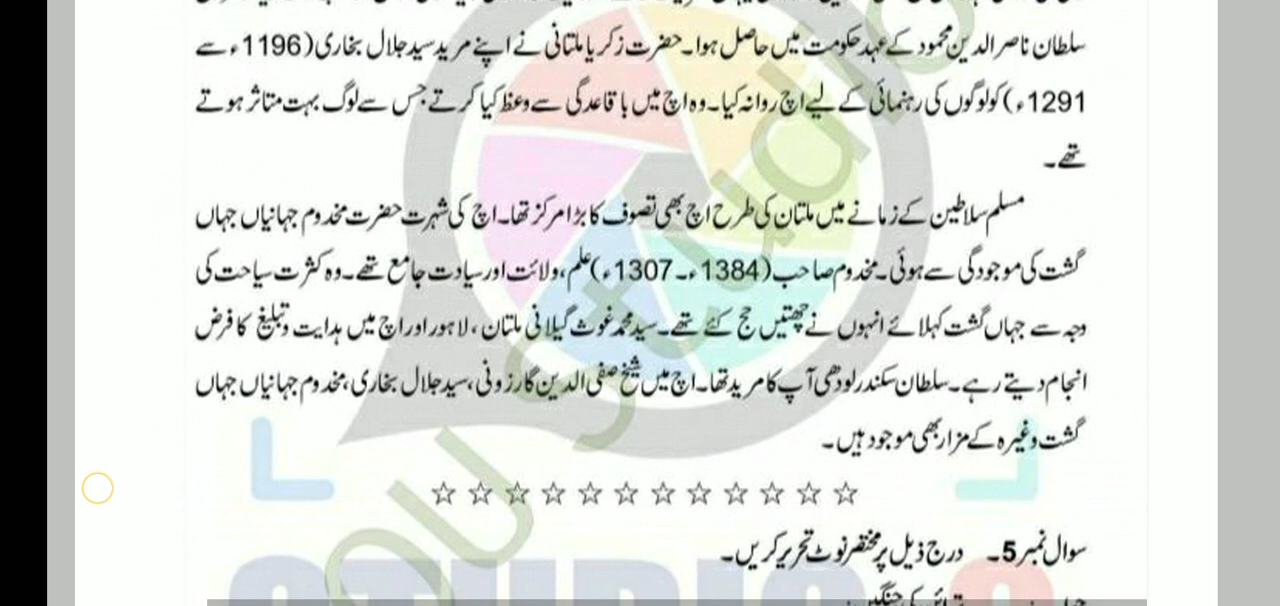 سلطان ناصر الدین محمود کے عہد حکومت میں حاصل ہوا۔ حضرت زکریا ملتانی نے اپنے مرید سید جلال بخاری (1196ء سے
1291ء) کو لوگوں کی رہنمائی کے لیے اچ روانہ کیا۔ وہ اچ میں باقاعدگی سے وعظ کیا کرتے جس سے لوگ بہت متاثر ہوتے
تھے۔
مسلم سلاطین کے زمانے میں ملتان کی طرح اچ بھی تصوف کا بڑا مرکز تھا۔ اچ کی شہرت حضرت مخدوم جہانیاں جہاں
گشت کی موجودگی سے ہوئی۔ مخدوم صاحب (1384ء۔1307ء) علم، ولائت اور سیادت جامع تھے۔ وہ کثرت سیاحت کی
وجہ سے جہاں گشت کہلائے انہوں نے چھتیس حج کئے تھے۔ سید محمد غوث گیلانی ملتان، لاہور اور اچ میں ہدایت و تبلیغ کا فرض
انجام دیتے رہے۔ سلطان سکندر لودھی آپ کا مرید تھا۔ اچ میں شیخ صفی الدین گارزونی، سید جلال بخاری، مخدوم جہانیاں جہاں
گشت وغیرہ کے مزار بھی موجود ہیں۔
☆ ☆ ☆ ☆ ☆ ☆ ☆ ☆ ☆ ☆ ☆ ☆
سوال نمبر 5۔ درج ذیل پر مختصر نوٹ تحریر کریں۔